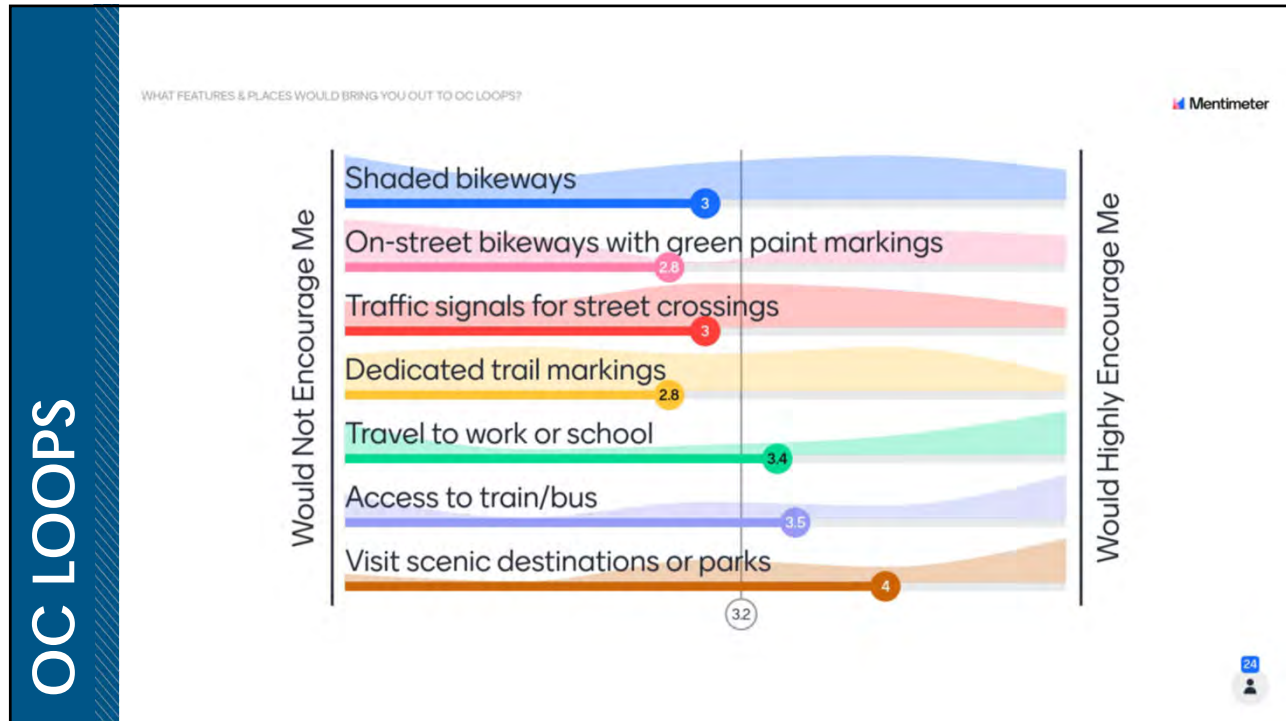 OC LOOPS
WHAT FEATURES & PLACES WOULD BRING YOU OUT TO OC LOOPS?
Mentimeter
Would Not Encourage Me
Shaded bikeways
3
On-street bikeways with green paint markings
2.8
Traffic signals for street crossings
3
Dedicated trail markings
2.8
Travel to work or school
3.4
Access to train/bus
3.5
Visit scenic destinations or parks
4
3.2
Would Highly Encourage Me
24